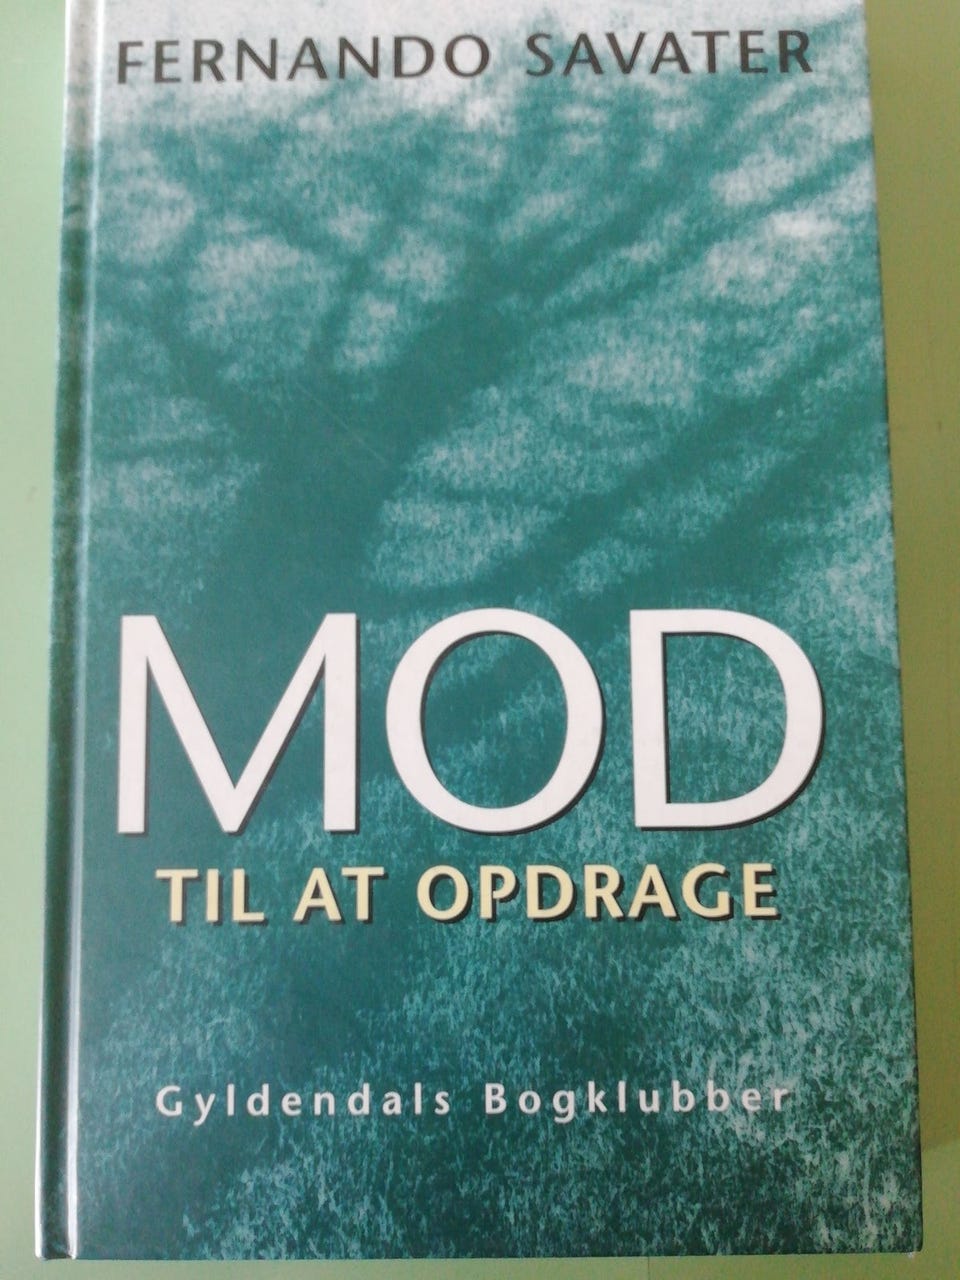 FERNANDO SAVATER
MOD
TIL AT OPDRAGE
Gyldendals Bogklubber